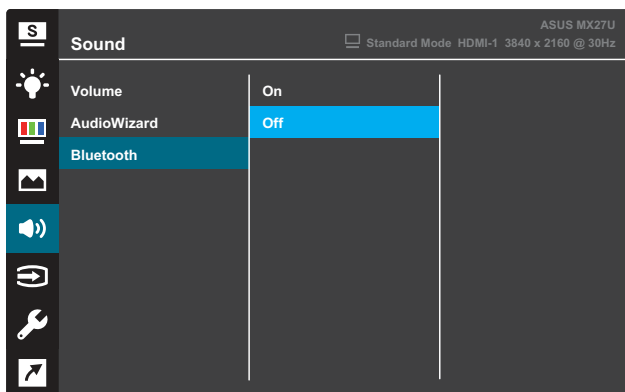 S
ASUS MX27U
Sound
Standard Mode HDMI-1 3840 x 2160 @ 30Hz
Volume
On
AudioWizard
Off
Bluetooth